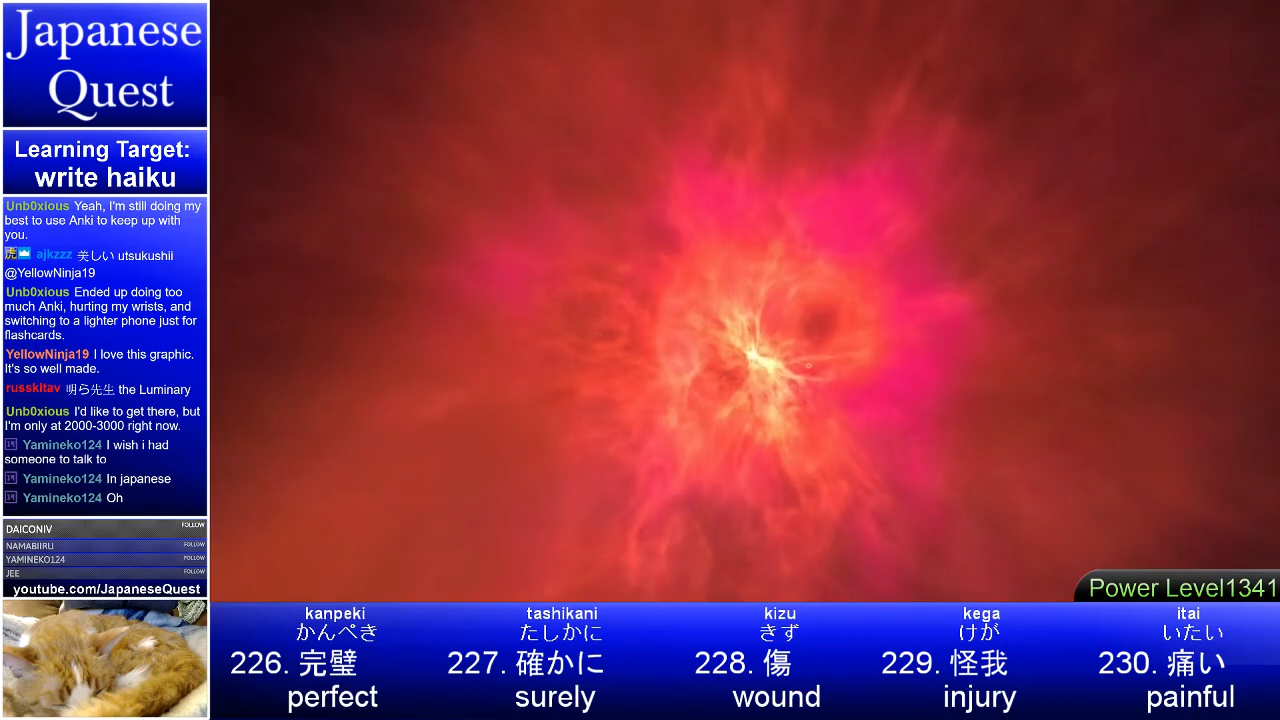 Japanese
Quest
Learning Target:
write haiku
Unb0xious Yeah, I'm still doing my
best to use Anki to keep up with
you.
虎 ajkzzz 美しい utsukushii
@YellowNinja19
Unb0xious Ended up doing too
much Anki, hurting my wrists, and
switching to a lighter phone just for
flashcards.
YellowNinja19 I love this graphic.
It's so well made.
russkitav 明ら先生 the Luminary
Unb0xious I'd like to get there, but
I'm only at 2000-3000 right now.
Yamineko124 I wish i had
someone to talk to
Yamineko124 In japanese
Yamineko124 Oh
DAICONIV FOLLOW
NAMABIIRU FOLLOW
YAMINEKO124 FOLLOW
JEE FOLLOW
youtube.com/JapaneseQuest
Power Level1341
kanpeki
かんぺき
226. 完璧
perfect
tashikani
たしかに
227. 確かに
surely
kizu
きず
228. 傷
wound
kega
けが
229. 怪我
injury
itai
いたい
230. 痛い
painful